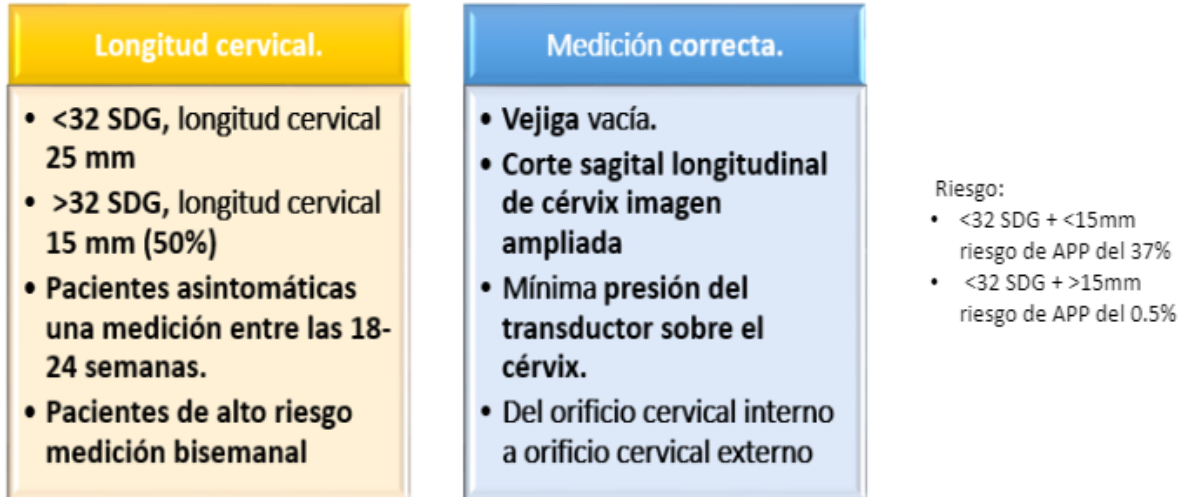 Longitud cervical.
• <32 SDG, longitud cervical
25 mm
• >32 SDG, longitud cervical
15 mm (50%)
• Pacientes asintomáticas
una medición entre las 18-
24 semanas.
• Pacientes de alto riesgo
medición bisemanal
Medición correcta.
• Vejiga vacía.
• Corte sagital longitudinal
de cérvix imagen
ampliada
• Mínima presión del
transductor sobre el
cérvix.
• Del orificio cervical interno
a orificio cervical externo
Riesgo:
• <32 SDG + <15mm
riesgo de APP del 37%
• <32 SDG + >15mm
riesgo de APP del 0.5%